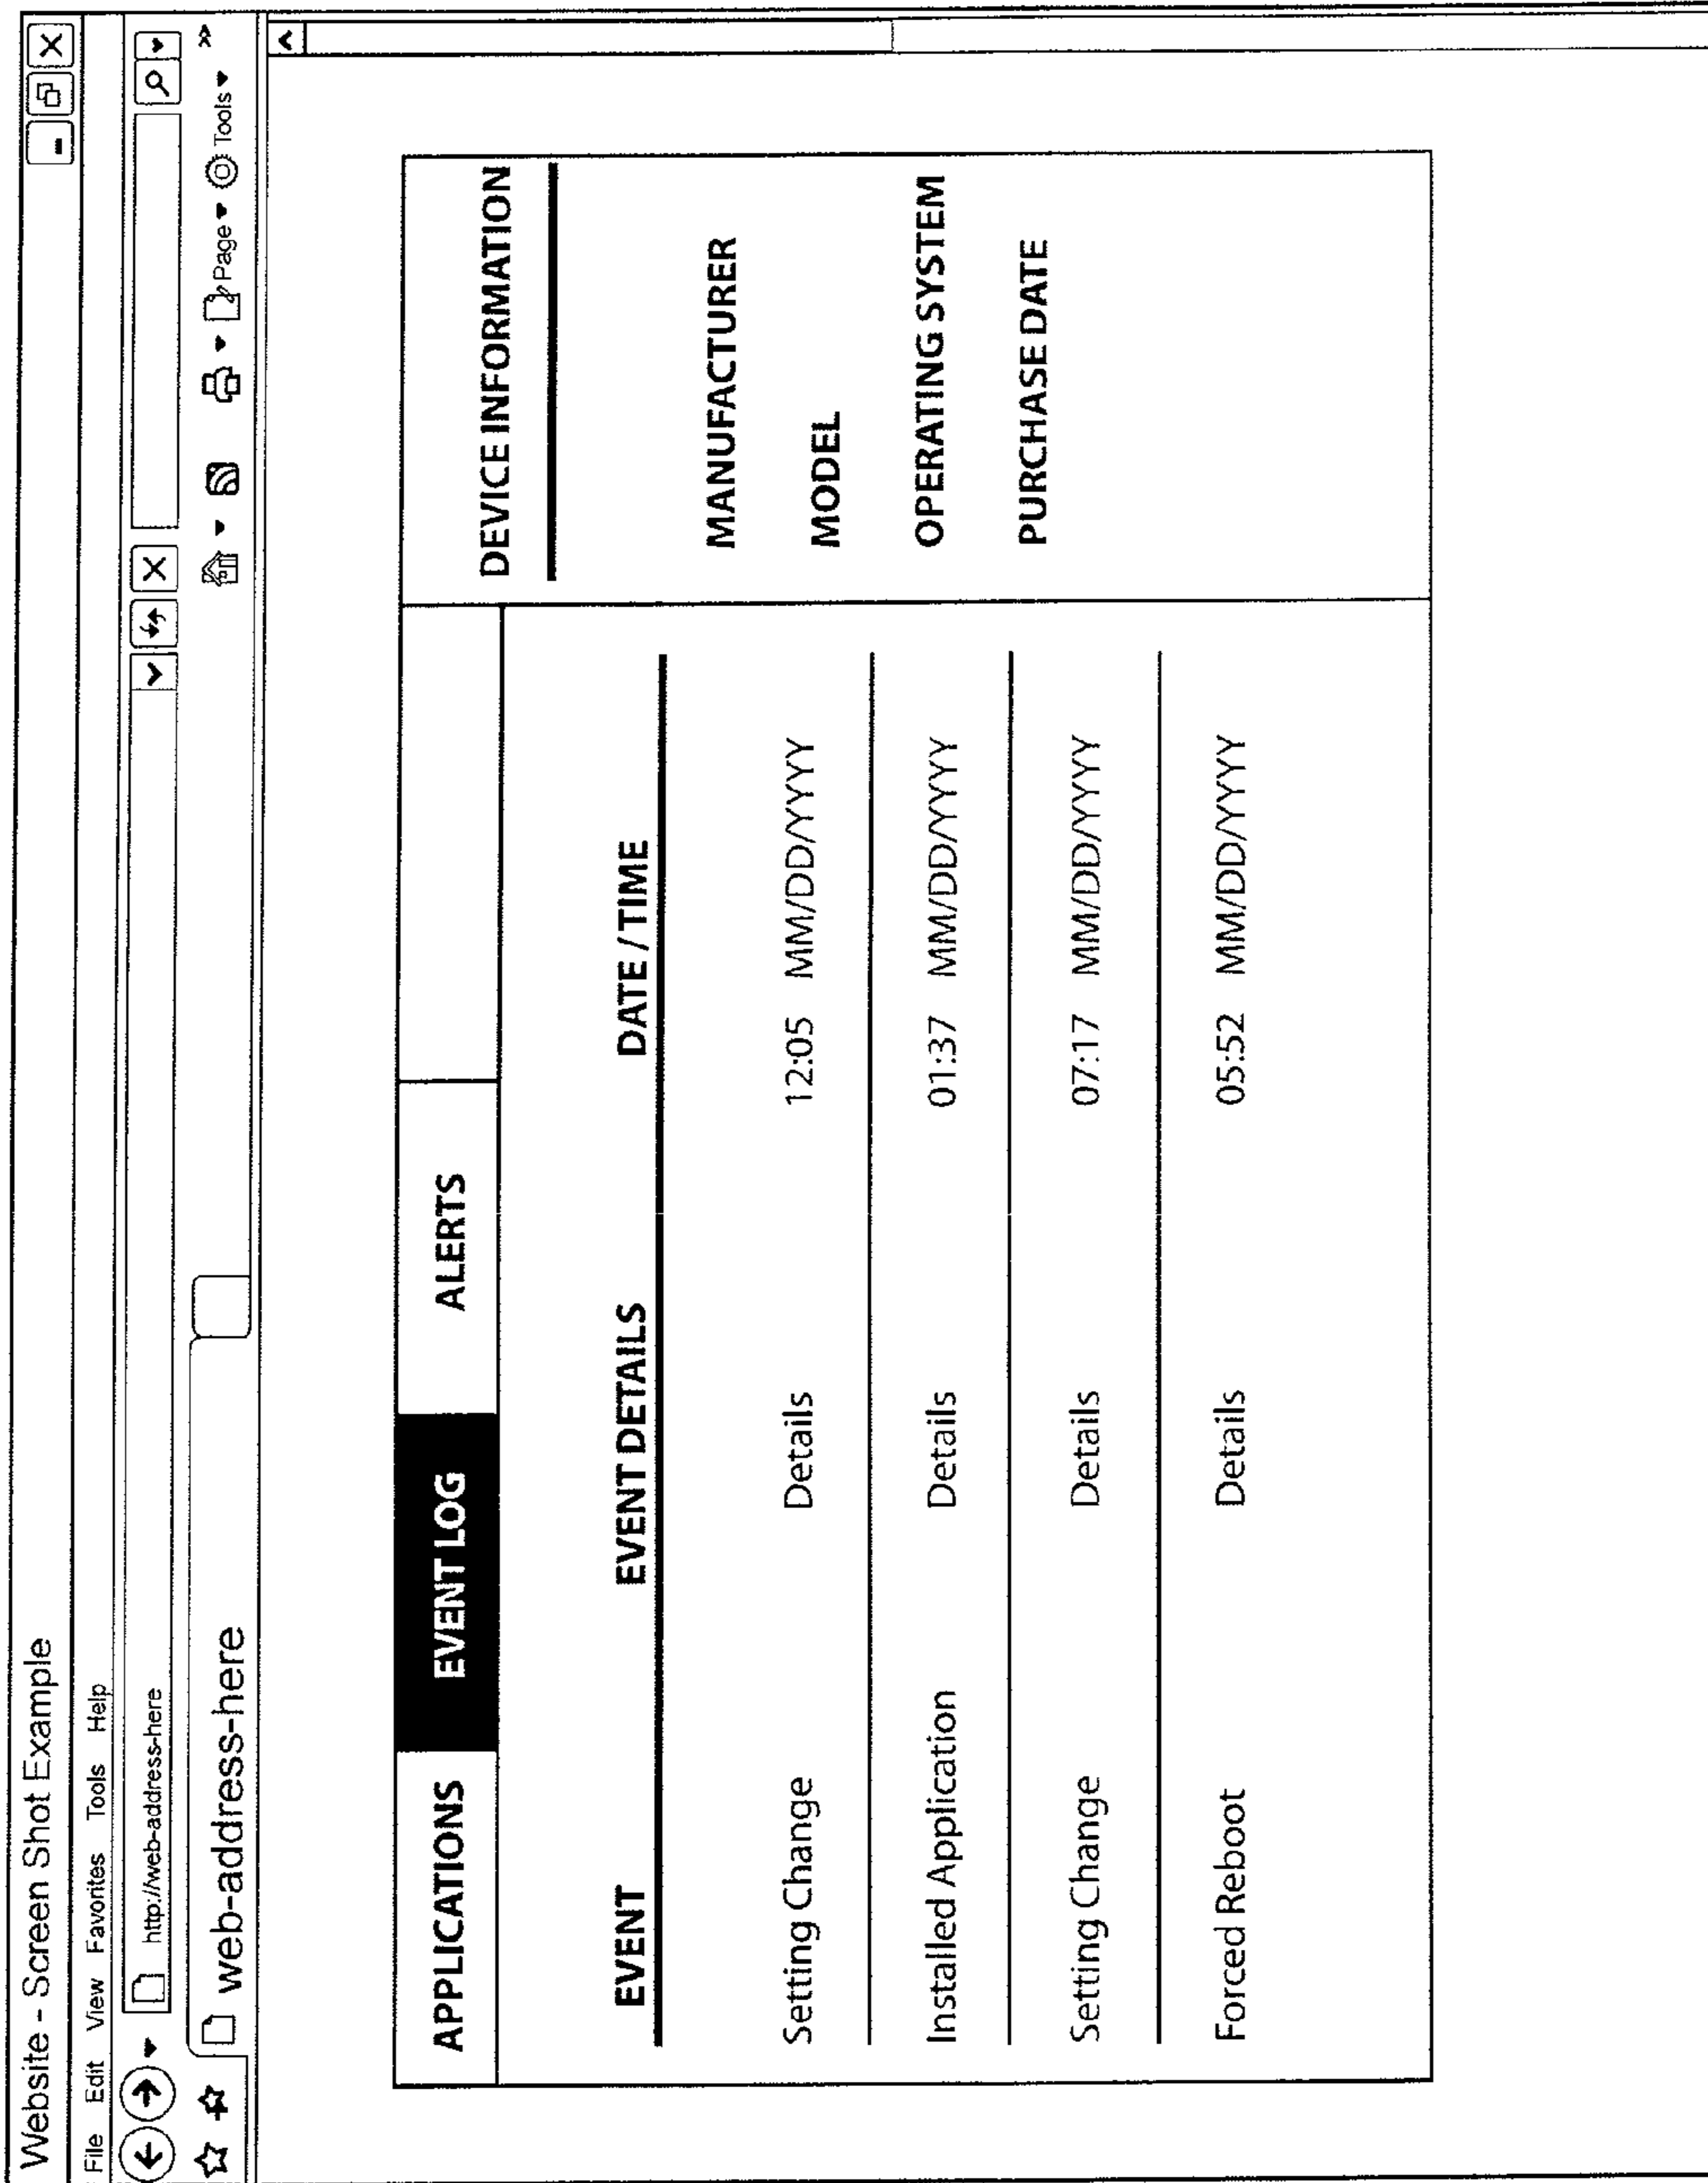 Website - Screen Shot Example
File Edit View Favorites Tools Help
http://web-address-here
web-address-here
Page Tools
APPLICATIONS EVENT LOG ALERTS
DEVICE INFORMATION
EVENT EVENT DETAILS DATE / TIME
MANUFACTURER
Setting Change Details 12:05 MM/DD/YYYY
MODEL
Installed Application Details 01:37 MM/DD/YYYY
OPERATING SYSTEM
Setting Change Details 07:17 MM/DD/YYYY
PURCHASE DATE
Forced Reboot Details 05:52 MM/DD/YYYY